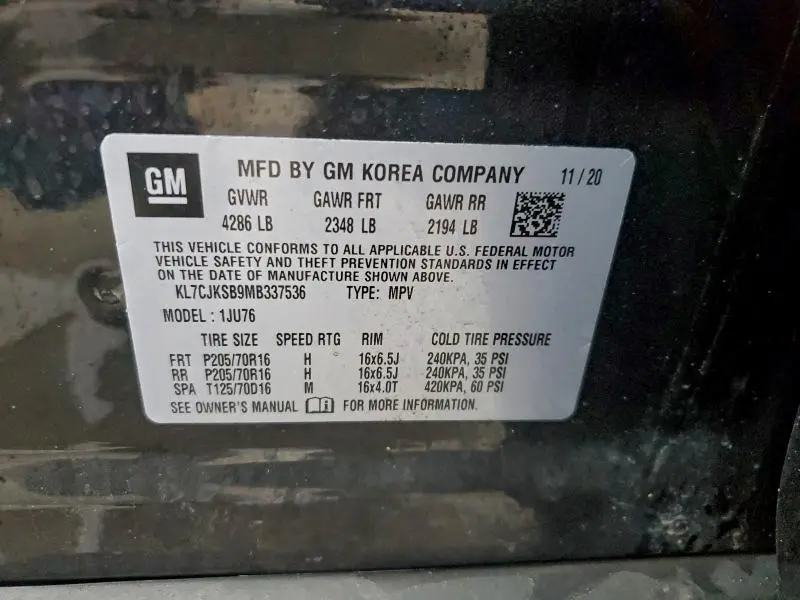 GM
MFD BY GM KOREA COMPANY 11/20
GVWR GAWR FRT GAWR RR
4286 LB 2348 LB 2194 LB
THIS VEHICLE CONFORMS TO ALL APPLICABLE U.S. FEDERAL MOTOR
VEHICLE SAFETY AND THEFT PREVENTION STANDARDS IN EFFECT
ON THE DATE OF MANUFACTURE SHOWN ABOVE.
KL7CJKSB9MB337536 TYPE: MPV
MODEL : 1JU76
TIRE SIZE SPEED RTG RIM COLD TIRE PRESSURE
FRT P205/70R16 H 16x6.5J 240KPA, 35 PSI
RR P205/70R16 H 16x6.5J 240KPA, 35 PSI
SPA T125/70D16 M 16x4.0T 420KPA, 60 PSI
SEE OWNER'S MANUAL FOR MORE INFORMATION.